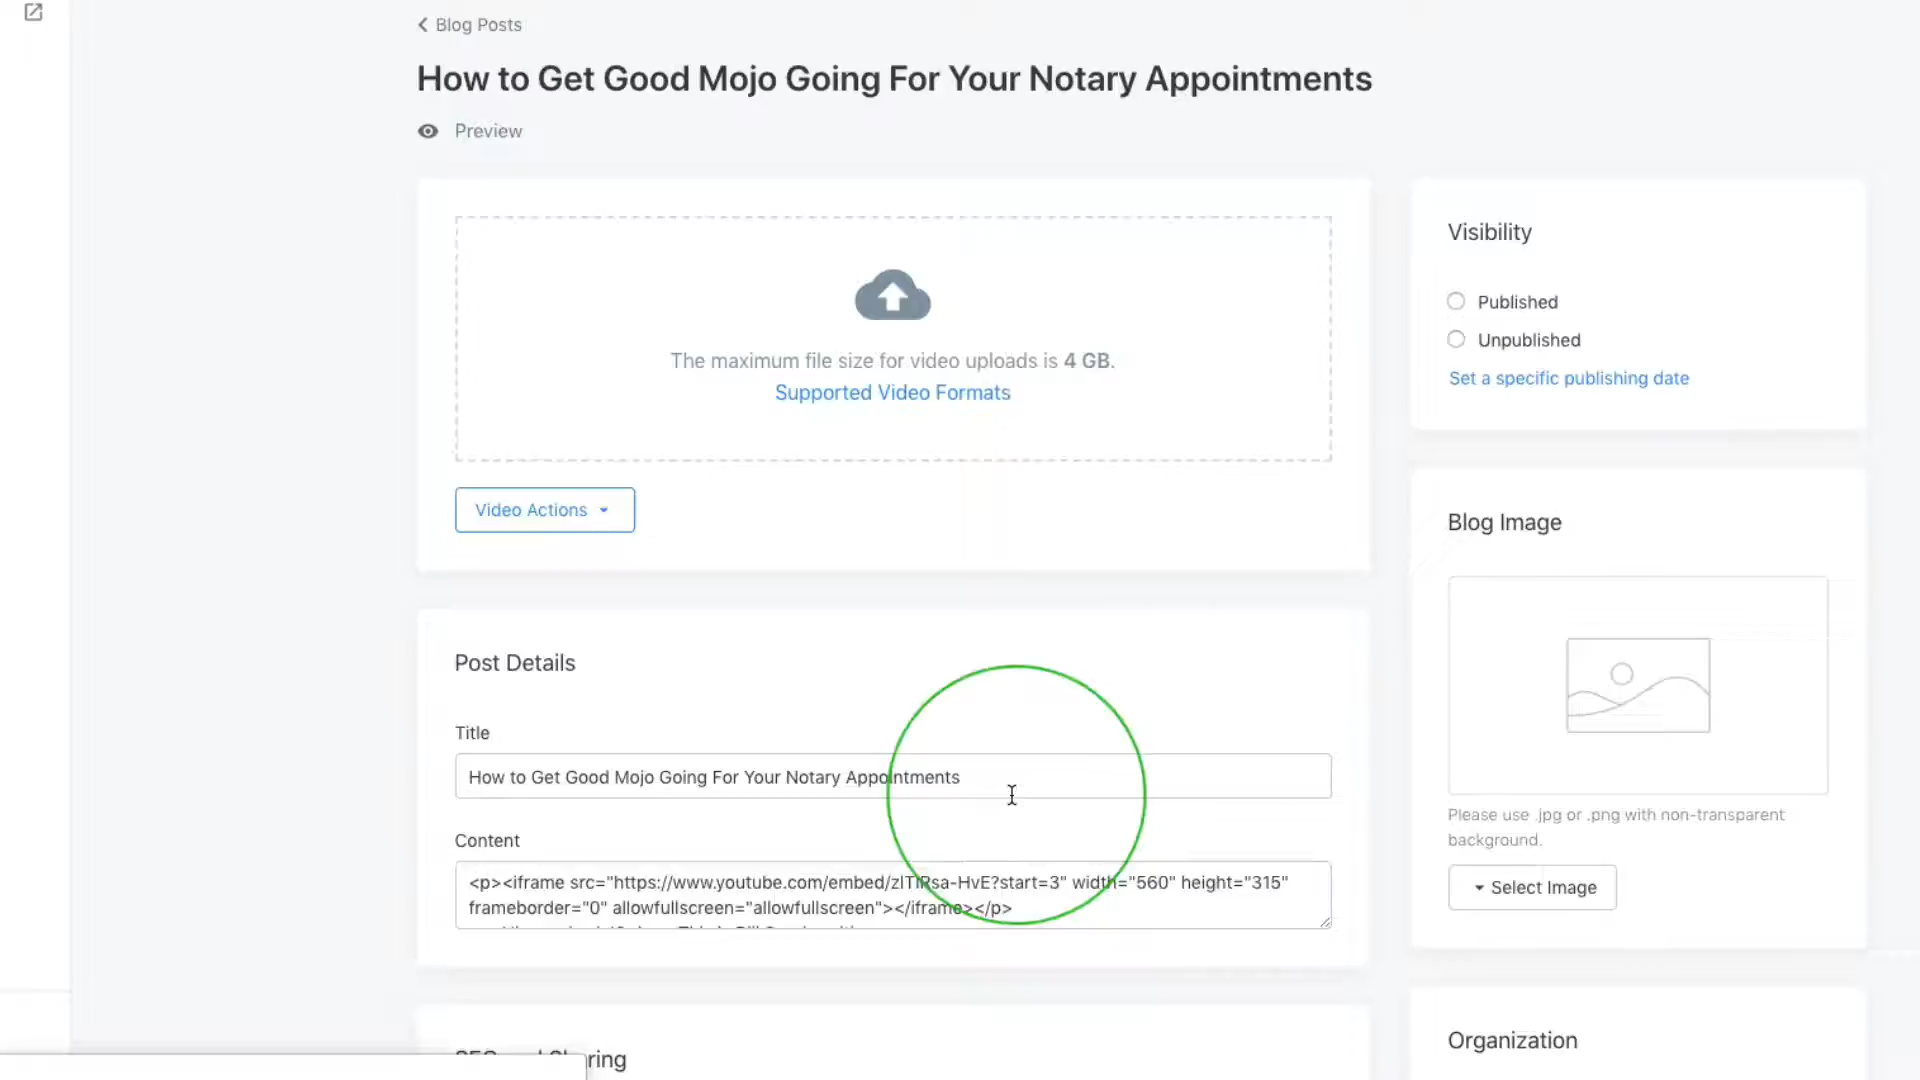 Blog Posts
How to Get Good Mojo Going For Your Notary Appointments
Preview
The maximum file size for video uploads is 4 GB.
Supported Video Formats
Video Actions
Post Details
Title
How to Get Good Mojo Going For Your Notary Appointments
Content
<p><iframe src="https://www.youtube.com/embed/zITiRsa-HvE?start=3" width="560" height="315"
frameborder="0" allowfullscreen="allowfullscreen"></iframe></p>
Visibility
Published
Unpublished
Set a specific publishing date
Blog Image
Please use .jpg or .png with non-transparent
background.
Select Image
Organization